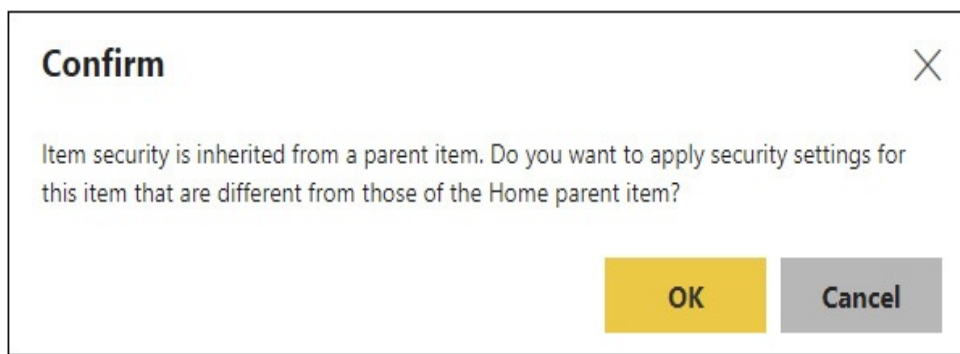 Confirm
Item security is inherited from a parent item. Do you want to apply security settings for
this item that are different from those of the Home parent item?
OK Cancel